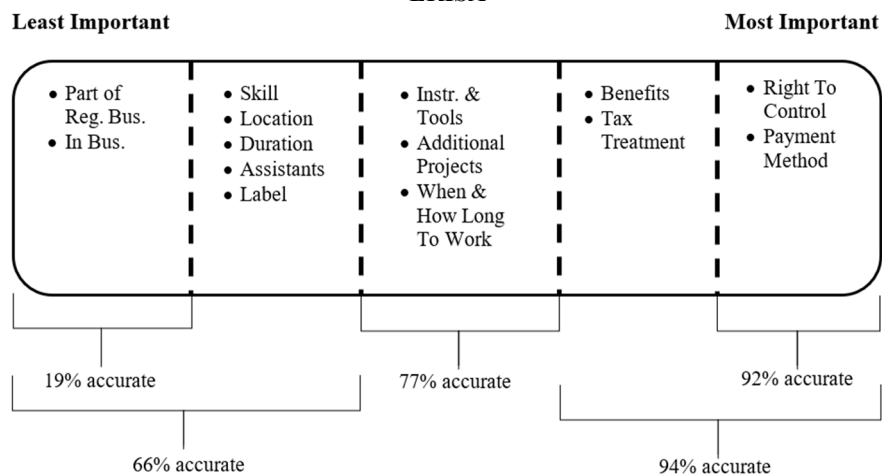 Least Important
Most Important
• Part of
Reg. Bus.
• In Bus.
• Skill
• Location
• Duration
• Assistants
• Label
• Instr. &
Tools
• Additional
Projects
• When &
How Long
To Work
• Benefits
• Tax
Treatment
• Right To
Control
• Payment
Method
19% accurate
77% accurate
92% accurate
66% accurate
94% accurate